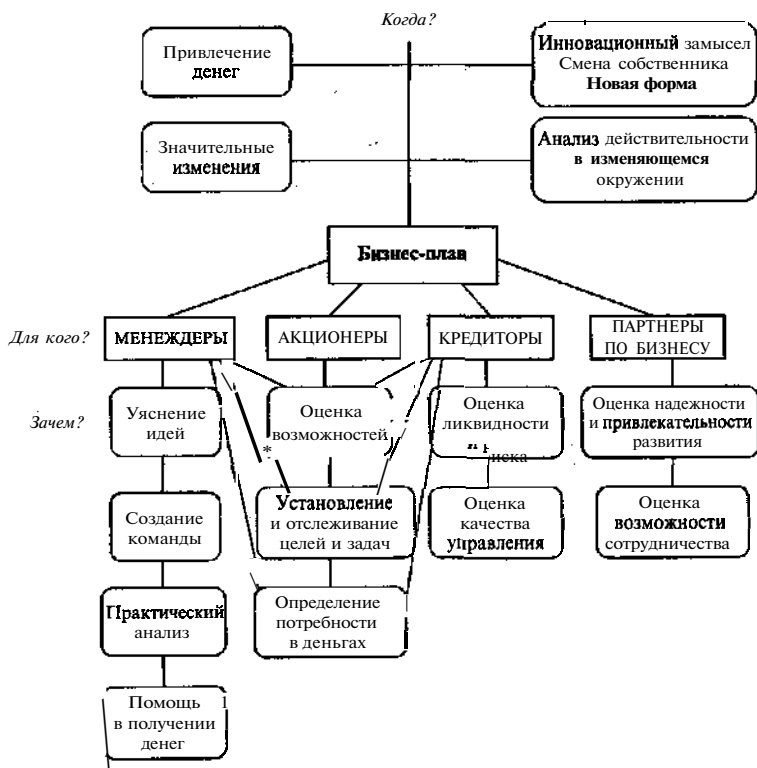 Когда?
Привлечение
денег
Инновационный замысел
Смена собственника
Новая форма
Значительные
изменения
Анализ действительности
в изменяющемся
окружении
Бизнес-план
Для кого?
МЕНЕЖДЕРЫ
АКЦИОНЕРЫ
КРЕДИТОРЫ
ПАРТНЕРЫ
ПО БИЗНЕСУ
Зачем?
Уяснение
идей
Оценка
возможностей
Оценка
ликвидности
и риска
Оценка надежности
и привлекательности
развития
Создание
команды
Установление
и отслеживание
целей и задач
Оценка
качества
управления
Оценка
возможности
сотрудничества
Практический
анализ
Определение
потребности
в деньгах
Помощь
в получении
денег